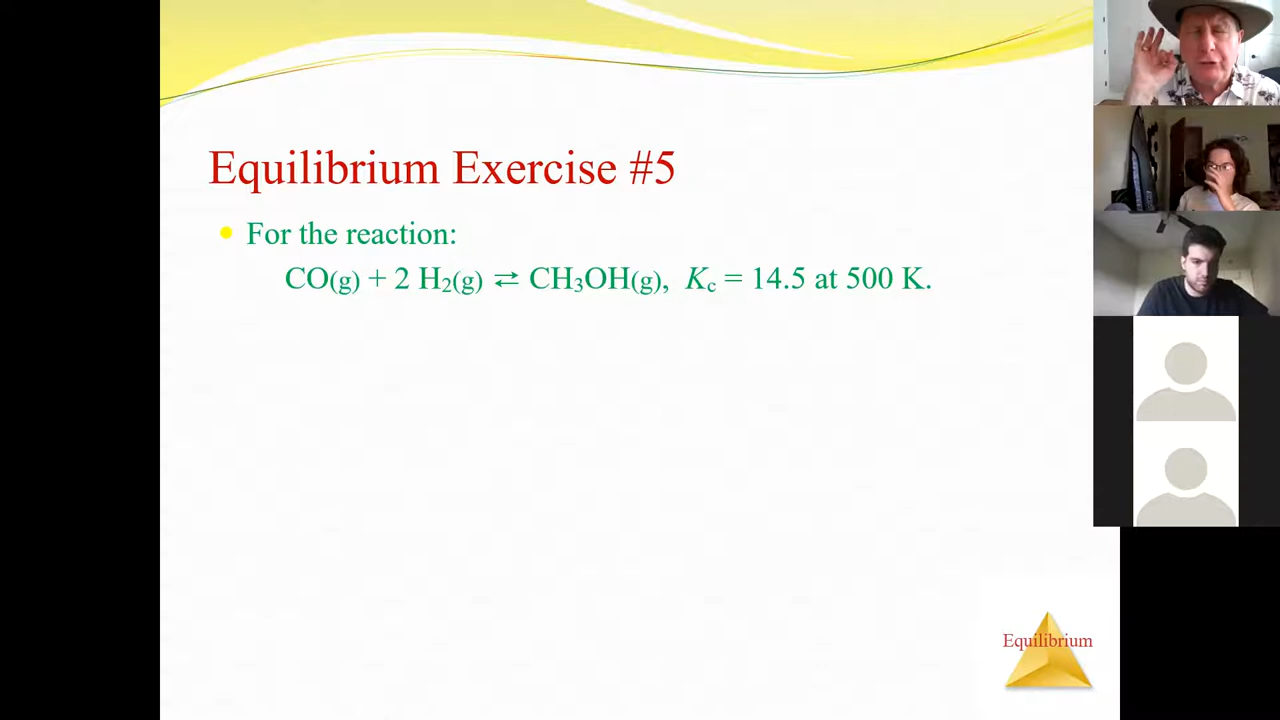 Equilibrium Exercise #5
For the reaction:
CO(g) + 2 H₂(g) ⇌ CH₃OH(g), Kc = 14.5 at 500 K.
Equilibrium